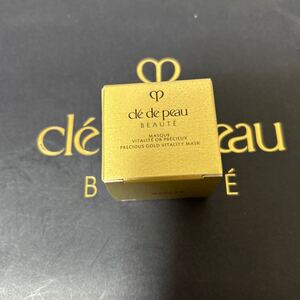 clé de peau
BEAUTÉ
MASQUE
VITALITÉ OR PRÉCIEUX
PRECIOUS GOLD VITALITY MASK
clé de peau
BEAUTÉ